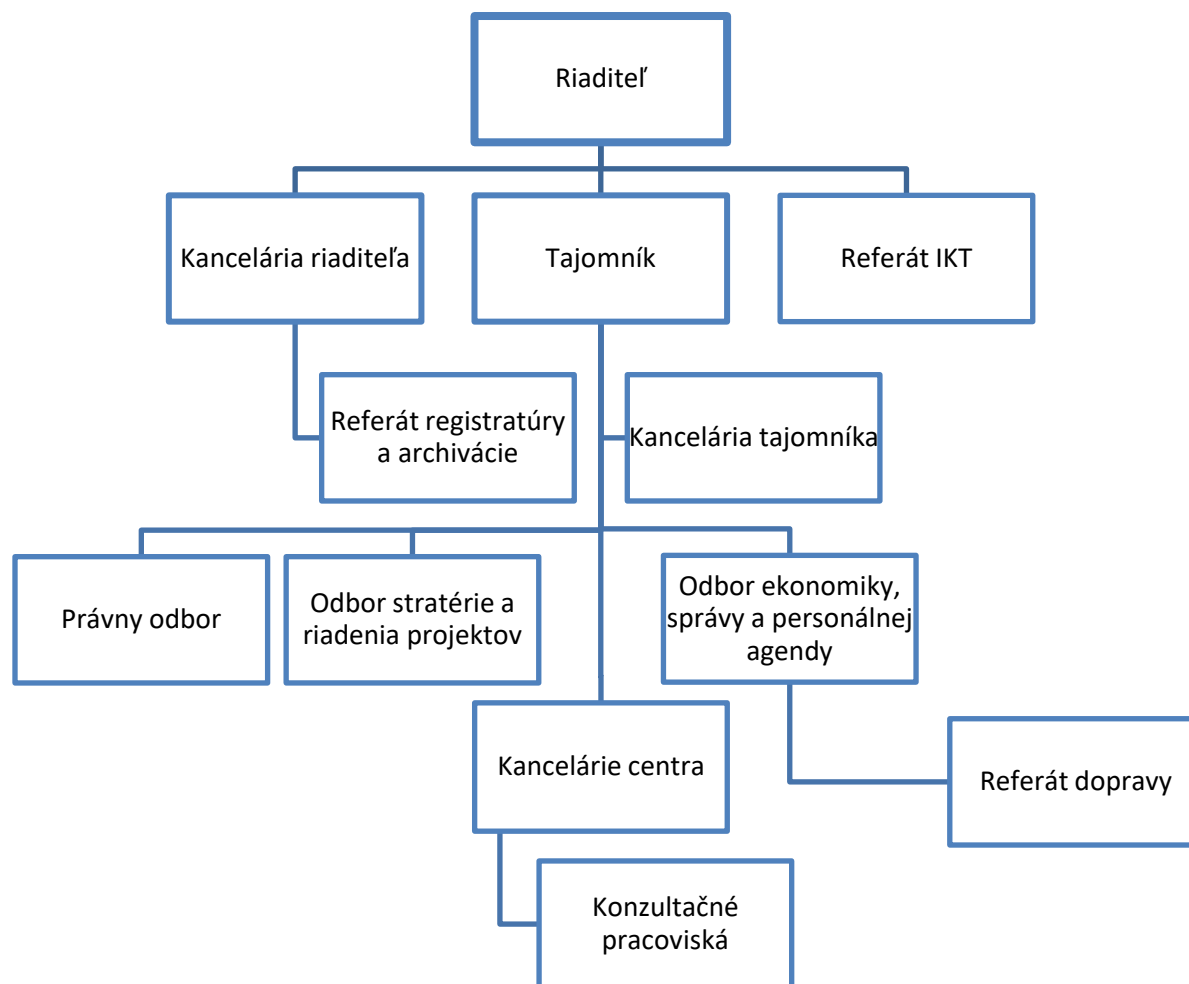 Riaditeľ
Kancelária riaditeľa
Tajomník
Referát IKT
Referát registratúry
a archivácie
Kancelária tajomníka
Právny odbor
Odbor stratérie a
riadenia projektov
Odbor ekonomiky,
správy a personálnej
agendy
Kancelárie centra
Referát dopravy
Konzultačné
pracoviská